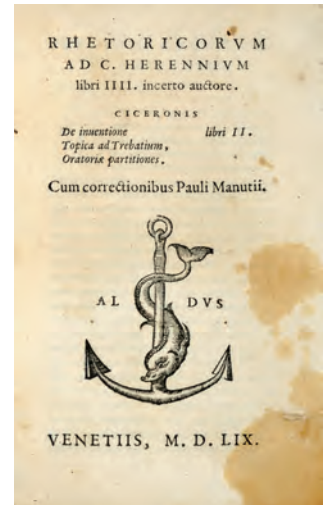 RHETORICORVM
AD C. HERENNIVM
libri IIII. incerto auctore.
CICERONIS
De inuentione libri II.
Topica ad Trebatium,
Oratoriæ partitiones.
Cum correctionibus Pauli Manutii.
AL DVS
VENETIIS, M. D. LIX.